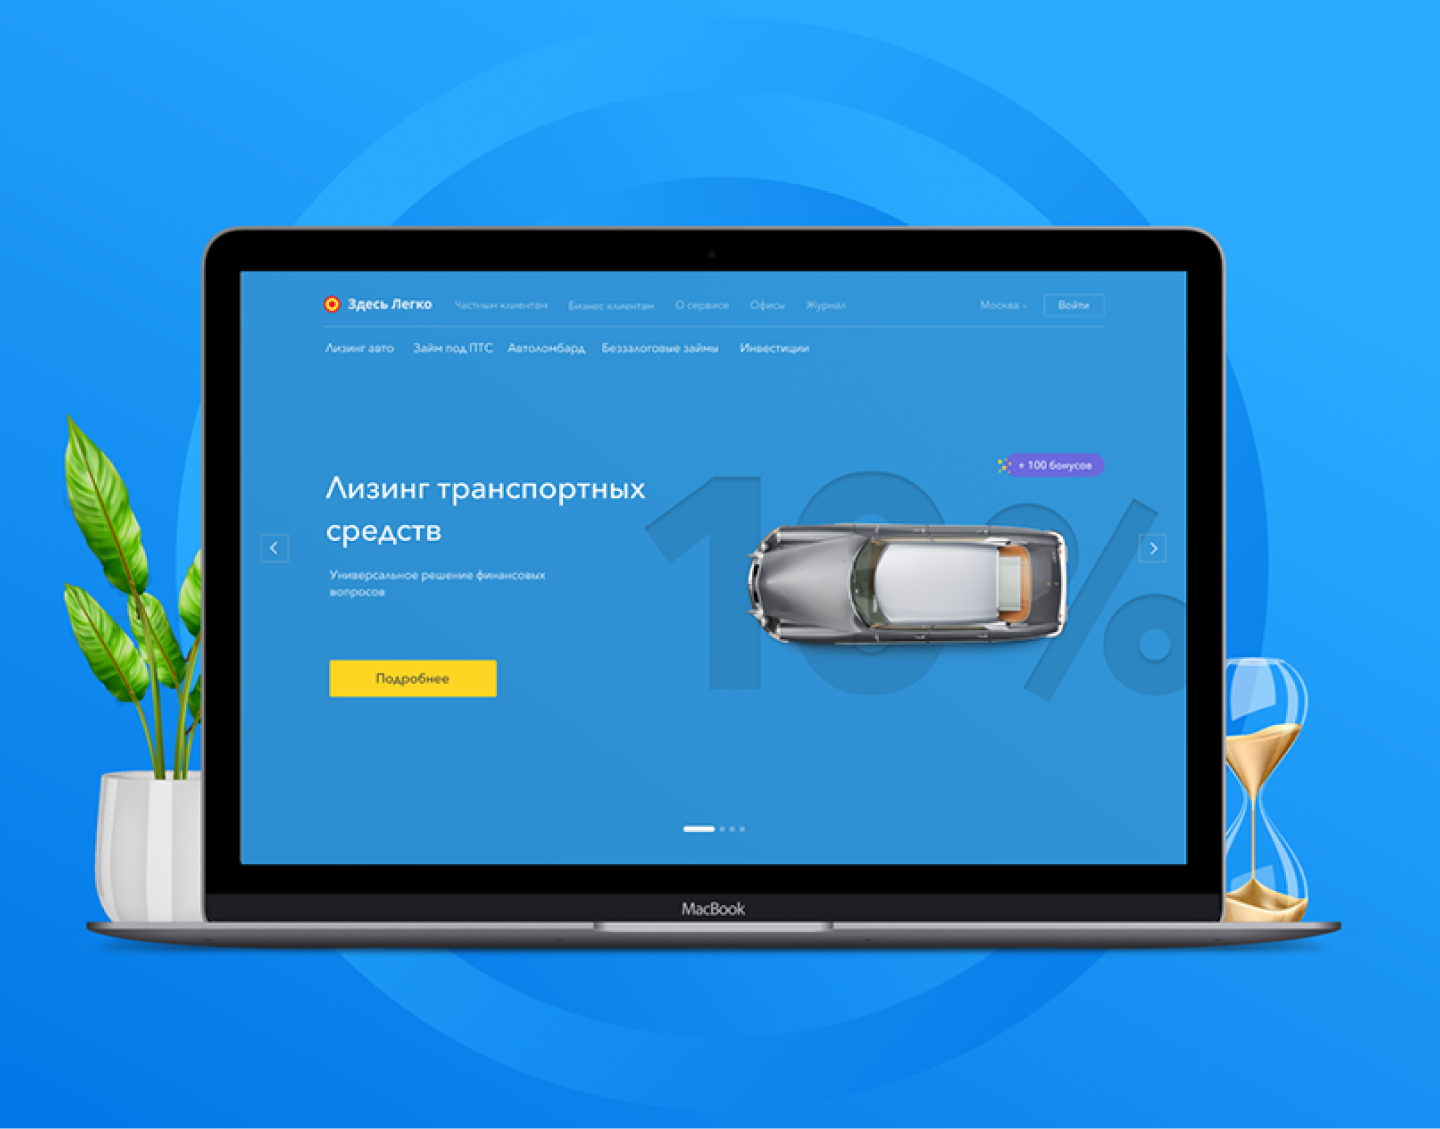 Здесь Легко Частным клиентам Бизнес клиентам О сервисе Офисы Журнал Москва Войти
Лизинг авто Займ под ПТС Автоломбард Беззалоговые займы Инвестиции
+ 100 бонусов
10%
Лизинг транспортных
средств
Универсальное решение финансовых
вопросов
Подробнее
MacBook